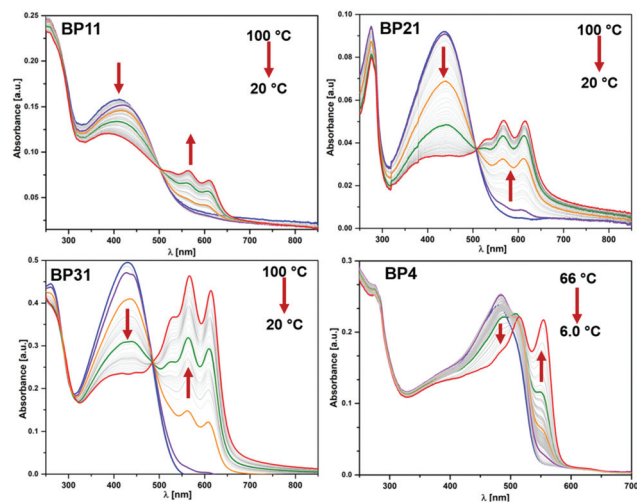 BP11
100 °C
20 °C
Absorbance [a.u.]
0.20
0.15
0.10
0.05
300 400 500 600 700 800
λ [nm]
BP21
100 °C
20 °C
Absorbance [a.u.]
0.10
0.08
0.06
0.04
0.02
0.00
300 400 500 600 700 800
λ [nm]
BP31
100 °C
20 °C
Absorbance [a.u.]
0.5
0.4
0.3
0.2
0.1
0.0
300 400 500 600 700 800
λ [nm]
BP4
66 °C
6.0 °C
Absorbance [a.u]
0.3
0.2
0.1
0.0
300 400 500 600 700
λ [nm]